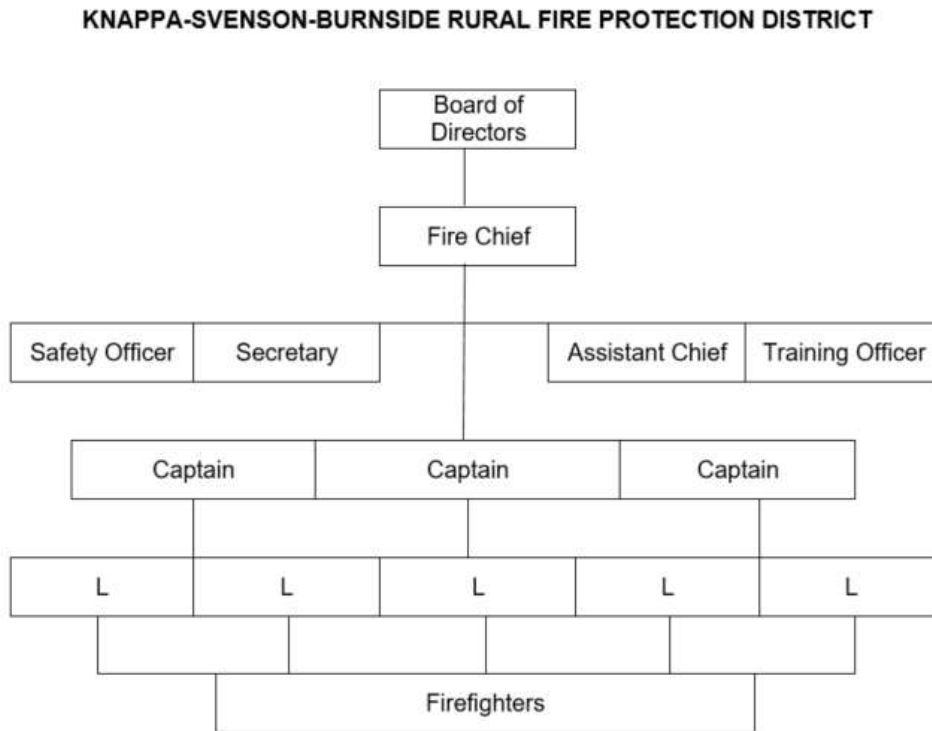 KNAPPA-SVENSON-BURNSIDE RURAL FIRE PROTECTION DISTRICT
Board of
Directors
Fire Chief
Safety Officer
Secretary
Assistant Chief
Training Officer
Captain
Captain
Captain
L
L
L
L
L
Firefighters